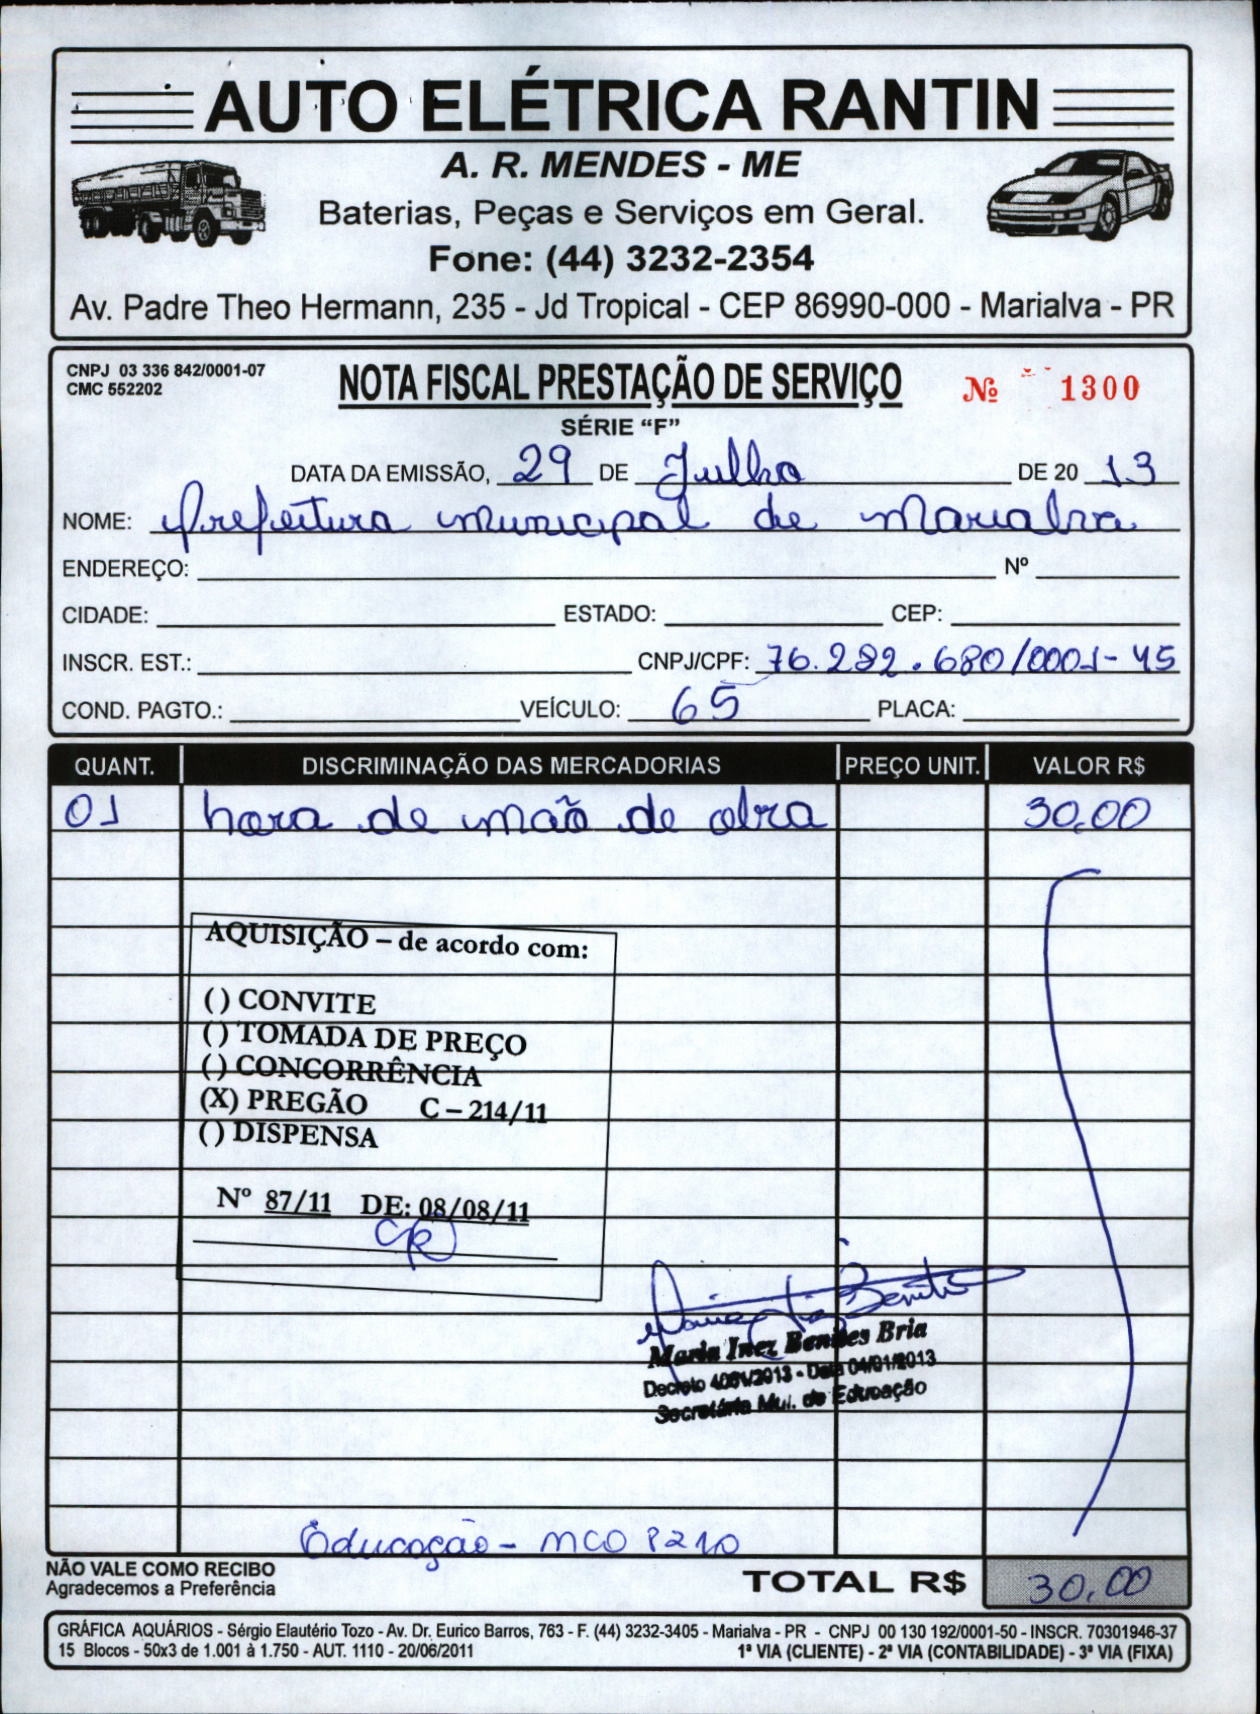 AUTO ELÉTRICA RANTIN
A. R. MENDES - ME
Baterias, Peças e Serviços em Geral.
Fone: (44) 3232-2354
Av. Padre Theo Hermann, 235 - Jd Tropical - CEP 86990-000 - Marialva - PR
CNPJ 03 336 842/0001-07
CMC 552202
NOTA FISCAL PRESTAÇÃO DE SERVIÇO
Nº 1300
SÉRIE "F"
DATA DA EMISSÃO, 29 DE Julho DE 20 13
NOME: Prefeitura municipal de Marialva
ENDEREÇO: Nº
CIDADE: ESTADO: CEP:
INSCR. EST.: CNPJ/CPF: 76.282.680/0001-45
COND. PAGTO.: VEÍCULO: 65 PLACA:
QUANT. DISCRIMINAÇÃO DAS MERCADORIAS PREÇO UNIT. VALOR R$
01 hora de mão de obra 30,00
AQUISIÇÃO – de acordo com:
( ) CONVITE
( ) TOMADA DE PREÇO
( ) CONCORRÊNCIA
(X) PREGÃO C – 214/11
( ) DISPENSA
Nº 87/11 DE: 08/08/11
Maria Inez Benites Bria
Decreto 4081/2013 - Data 04/01/2013
Secretária Mul. de Educação
Educação - MCO 8210
NÃO VALE COMO RECIBO
Agradecemos a Preferência
TOTAL R$ 30,00
GRÁFICA AQUÁRIOS - Sérgio Elautério Tozo - Av. Dr. Eurico Barros, 763 - F. (44) 3232-3405 - Marialva - PR - CNPJ 00 130 192/0001-50 - INSCR. 70301946-37
15 Blocos - 50x3 de 1.001 à 1.750 - AUT. 1110 - 20/06/2011
1ª VIA (CLIENTE) - 2ª VIA (CONTABILIDADE) - 3ª VIA (FIXA)